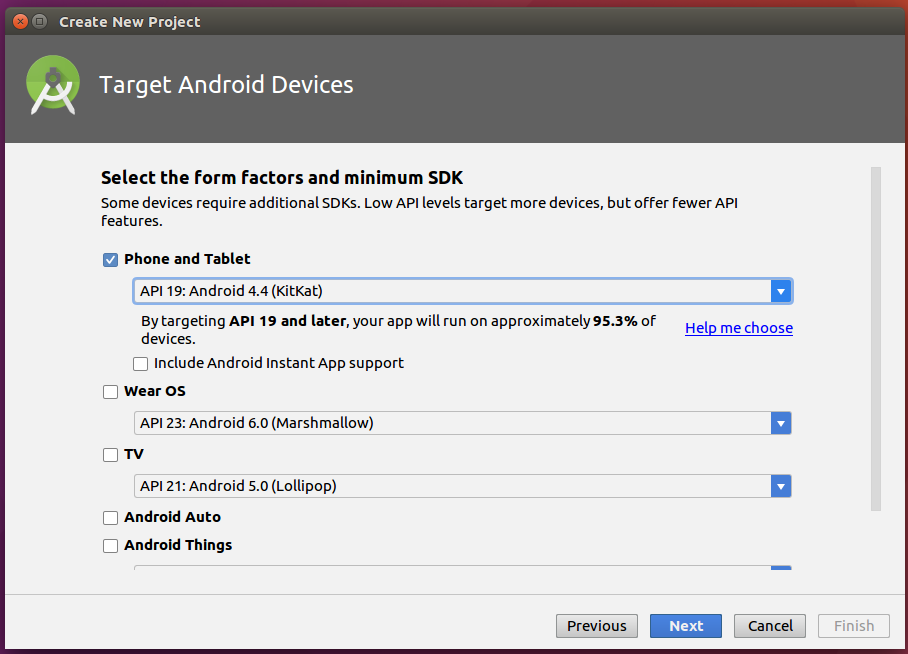 Create New Project
Target Android Devices
Select the form factors and minimum SDK
Some devices require additional SDKs. Low API levels target more devices, but offer fewer API
features.
Phone and Tablet
API 19: Android 4.4 (KitKat)
By targeting API 19 and later, your app will run on approximately 95.3% of
devices.
Help me choose
Include Android Instant App support
Wear OS
API 23: Android 6.0 (Marshmallow)
TV
API 21: Android 5.0 (Lollipop)
Android Auto
Android Things
Previous
Next
Cancel
Finish